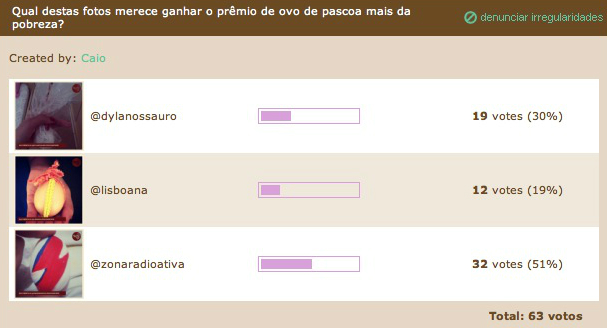 Qual destas fotos merece ganhar o prêmio de ovo de pascoa mais da
pobreza?
denunciar irregularidades
Created by: Caio
@dylanossauro
19 votes (30%)
@lisboana
12 votes (19%)
@zonaradioativa
32 votes (51%)
Total: 63 votos